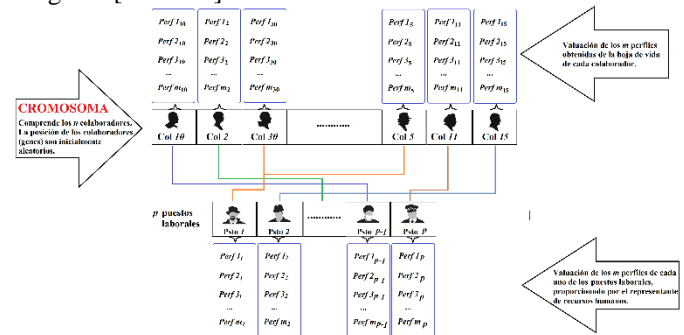 Perf 1₁₀ Perf 1₂ Perf 1₃₀ Perf 1₅ Perf 1₁₁ Perf 1₁₅
Perf 2₁₀ Perf 2₂ Perf 2₃₀ Perf 2₅ Perf 2₁₁ Perf 2₁₅
Perf 3₁₀ Perf 3₂ Perf 3₃₀ Perf 3₅ Perf 3₁₁ Perf 3₁₅
... ... ... ... ... ...
Perf m₁₀ Perf m₂ Perf m₃₀ Perf m₅ Perf m₁₁ Perf m₁₅
Valuación de los m perfiles
obtenidas de la hoja de vida
de cada colaborador.
CROMOSOMA
Comprende los n colaboradores.
La posición de los colaboradores
(genes) son inicialmente
aleatorios.
Col 10 Col 2 Col 30 ............ Col 5 Col 11 Col 15
p puestos
laborales
Psto 1 Psto 2 ............ Psto p-1 Psto p
Perf 1₁ Perf 1₂ Perf 1p-1 Perf 1p
Perf 2₁ Perf 2₂ Perf 2p-1 Perf 2p
Perf 3₁ Perf 3₂ Perf 3p-1 Perf 3p
... ... ... ...
Perf m₁ Perf m₂ Perf mp-1 Perf mp
Valuación de los m perfiles de cada
uno de los puestos laborales,
proporcionado por el representante
de recursos humanos.